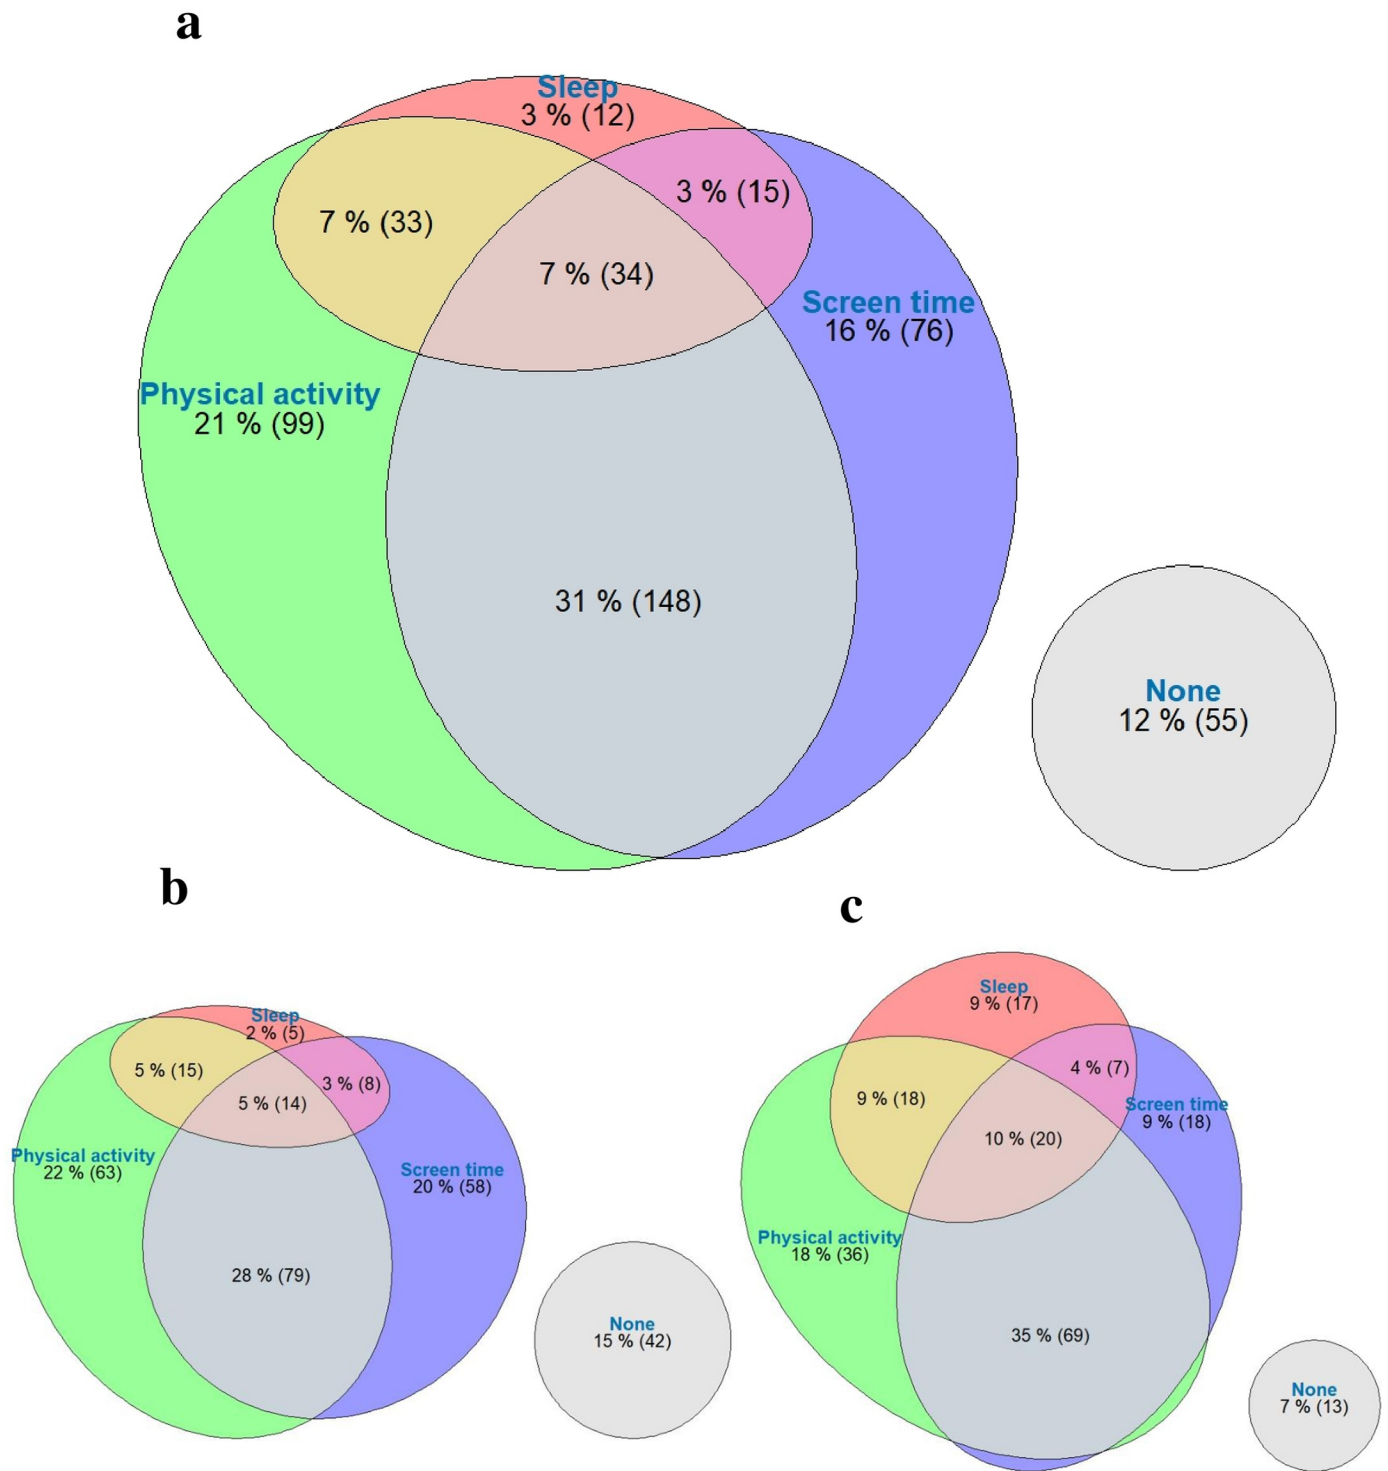 a
Sleep
3 % (12)
3 % (15)
7 % (33)
7 % (34)
Screen time
16 % (76)
Physical activity
21 % (99)
31 % (148)
None
12 % (55)
b
Sleep
2 % (5)
5 % (15)
3 % (8)
5 % (14)
Physical activity
22 % (63)
Screen time
20 % (58)
28 % (79)
None
15 % (42)
c
Sleep
9 % (17)
4 % (7)
9 % (18)
Screen time
9 % (18)
10 % (20)
Physical activity
18 % (36)
35 % (69)
None
7 % (13)